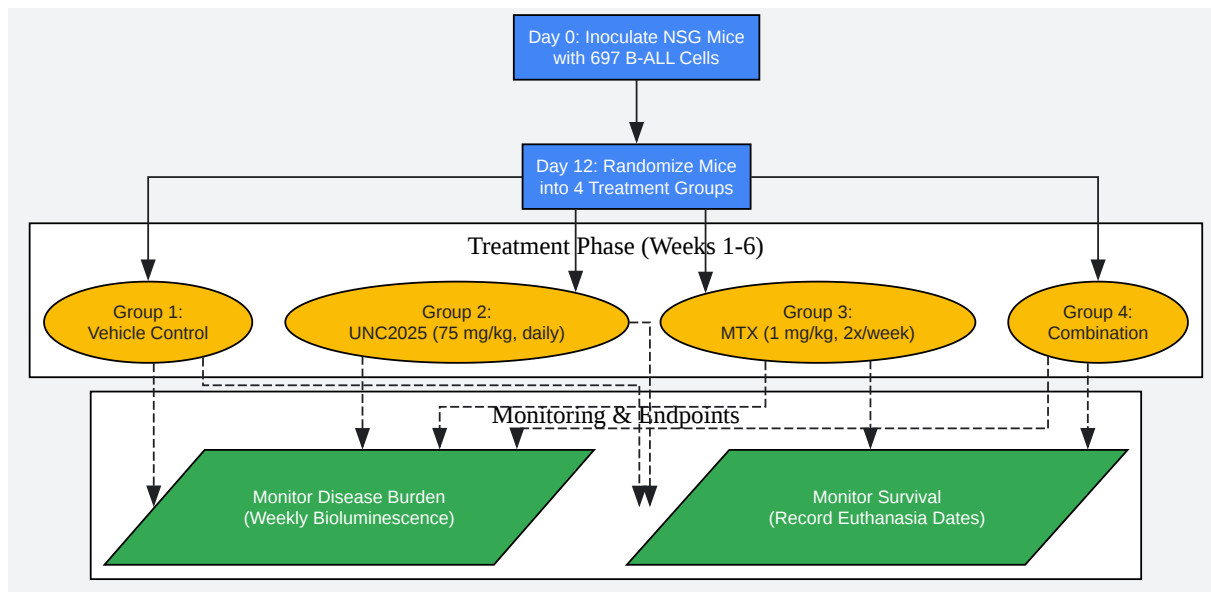 Day 0: Inoculate NSG Mice
with 697 B-ALL Cells
Day 12: Randomize Mice
into 4 Treatment Groups
Treatment Phase (Weeks 1-6)
Group 1:
Vehicle Control
Group 2:
UNC2025 (75 mg/kg, daily)
Group 3:
MTX (1 mg/kg, 2x/week)
Group 4:
Combination
Monitoring & Endpoints
Monitor Disease Burden
(Weekly Bioluminescence)
Monitor Survival
(Record Euthanasia Dates)